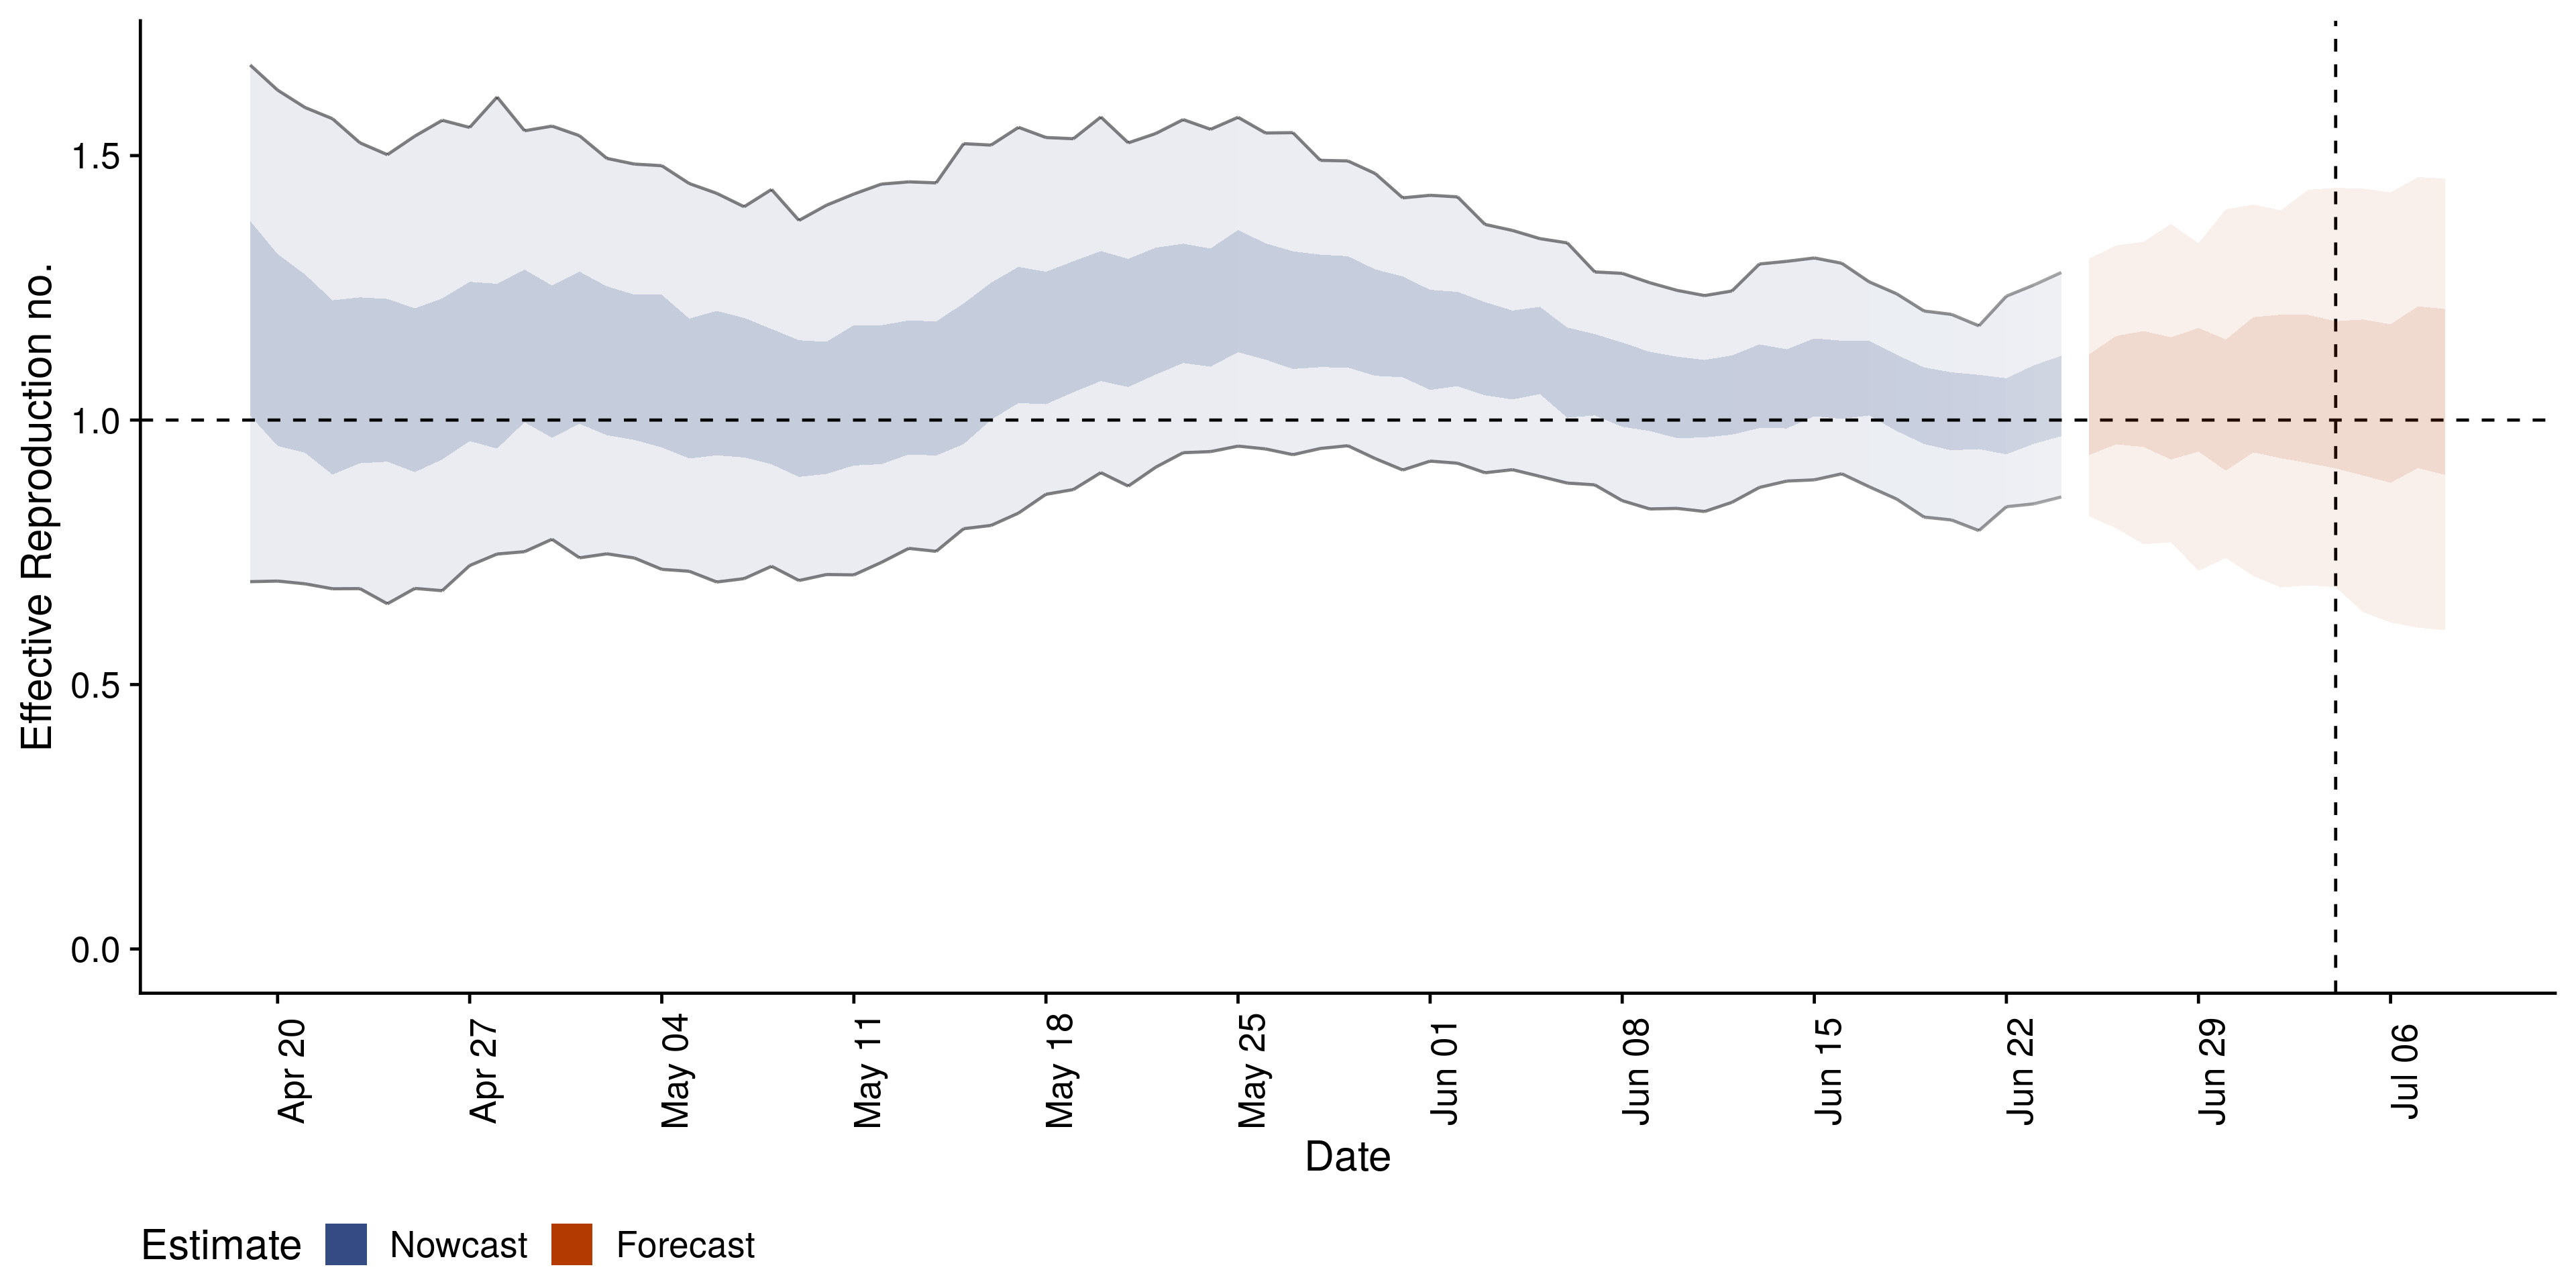 Effective Reproduction no.
1.5
1.0
0.5
0.0
Apr 20
Apr 27
May 04
May 11
May 18
May 25
Jun 01
Jun 08
Jun 15
Jun 22
Jun 29
Jul 06
Date
Estimate Nowcast Forecast